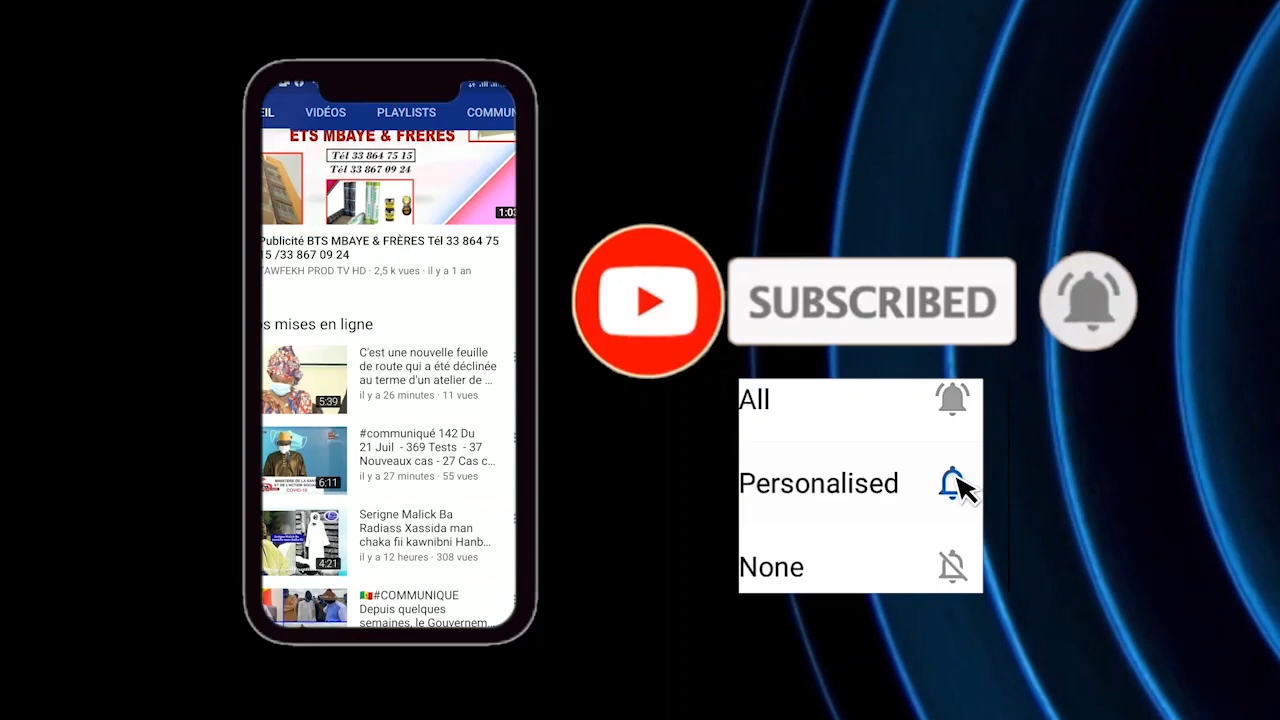 EIL VIDÉOS PLAYLISTS COMMUN
ETS MBAYE & FRERES
Tél 33 864 75 15
Tél 33 867 09 24
1:03
Publicité BTS MBAYE & FRÈRES Tél 33 864 75
15 /33 867 09 24
TAWFEKH PROD TV HD · 2,5 k vues · il y a 1 an
s mises en ligne
C'est une nouvelle feuille
de route qui a été déclinée
au terme d'un atelier de ...
il y a 26 minutes · 11 vues
5:39
#communiqué 142 Du
21 Juil - 369 Tests - 37
Nouveaux cas - 27 Cas c...
il y a 27 minutes · 55 vues
6:11
Serigne Malick Ba
Radiass Xassida man
chaka fii kawnibni Hanb...
il y a 12 heures · 308 vues
4:21
🇸🇳#COMMUNIQUE
Depuis quelques
semaines, le Gouvernem...
SUBSCRIBED
All
Personalised
None